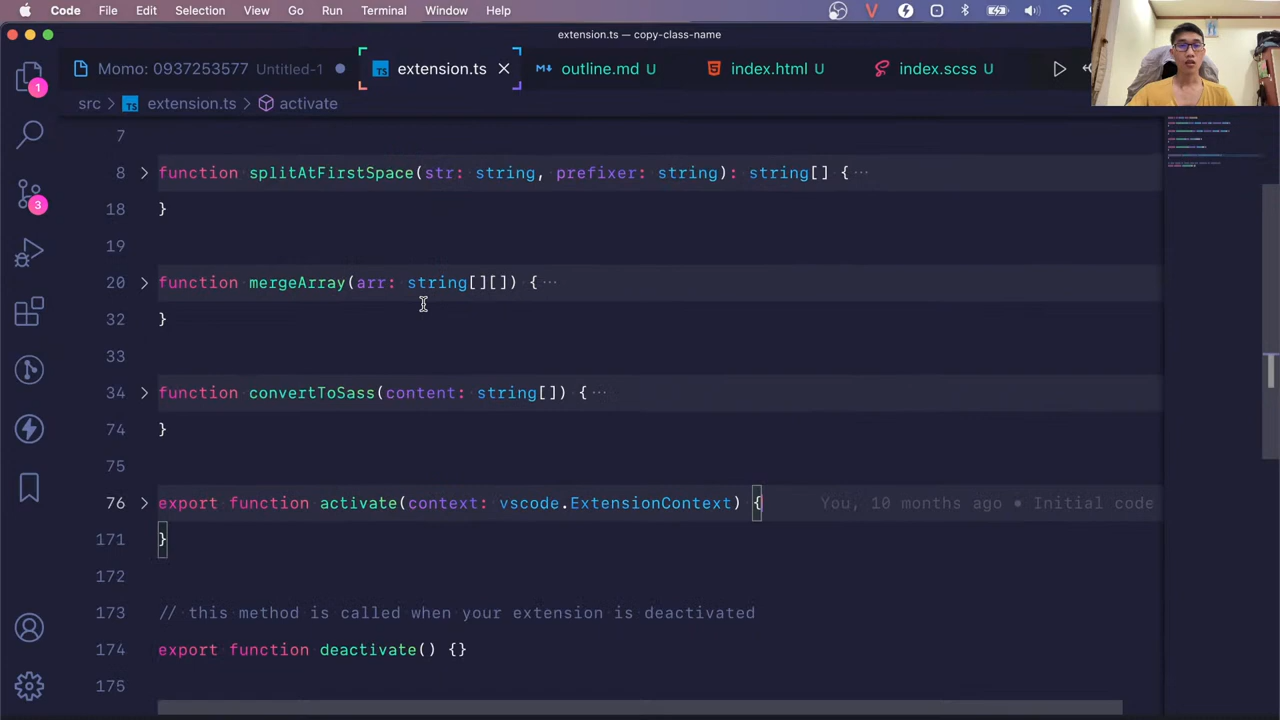 Code File Edit Selection View Go Run Terminal Window Help
extension.ts — copy-class-name
Momo: 0937253577 Untitled-1 extension.ts outline.md U index.html U index.scss U
src > extension.ts > activate
7
8 function splitAtFirstSpace(str: string, prefixer: string): string[] { ···
18 }
19
20 function mergeArray(arr: string[][]) { ···
32 }
33
34 function convertToSass(content: string[]) { ···
74 }
75
76 export function activate(context: vscode.ExtensionContext) { You, 10 months ago • Initial code
171 }
172
173 // this method is called when your extension is deactivated
174 export function deactivate() {}
175
1
3